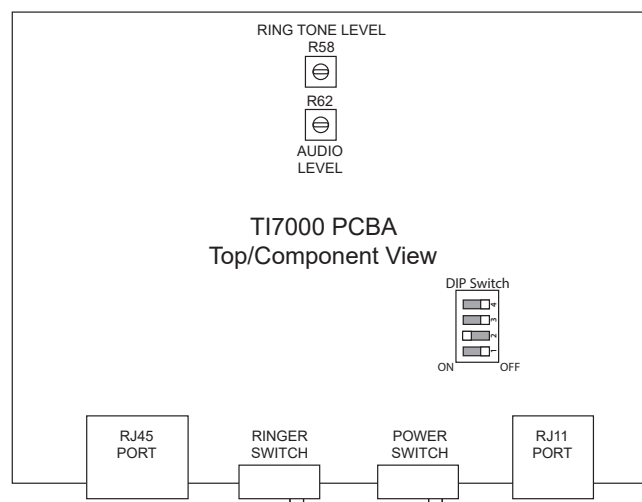 RING TONE LEVEL
R58
R62
AUDIO
LEVEL
TI7000 PCBA
Top/Component View
DIP Switch
4
3
2
1
ON OFF
RJ45
PORT
RINGER
SWITCH
POWER
SWITCH
RJ11
PORT